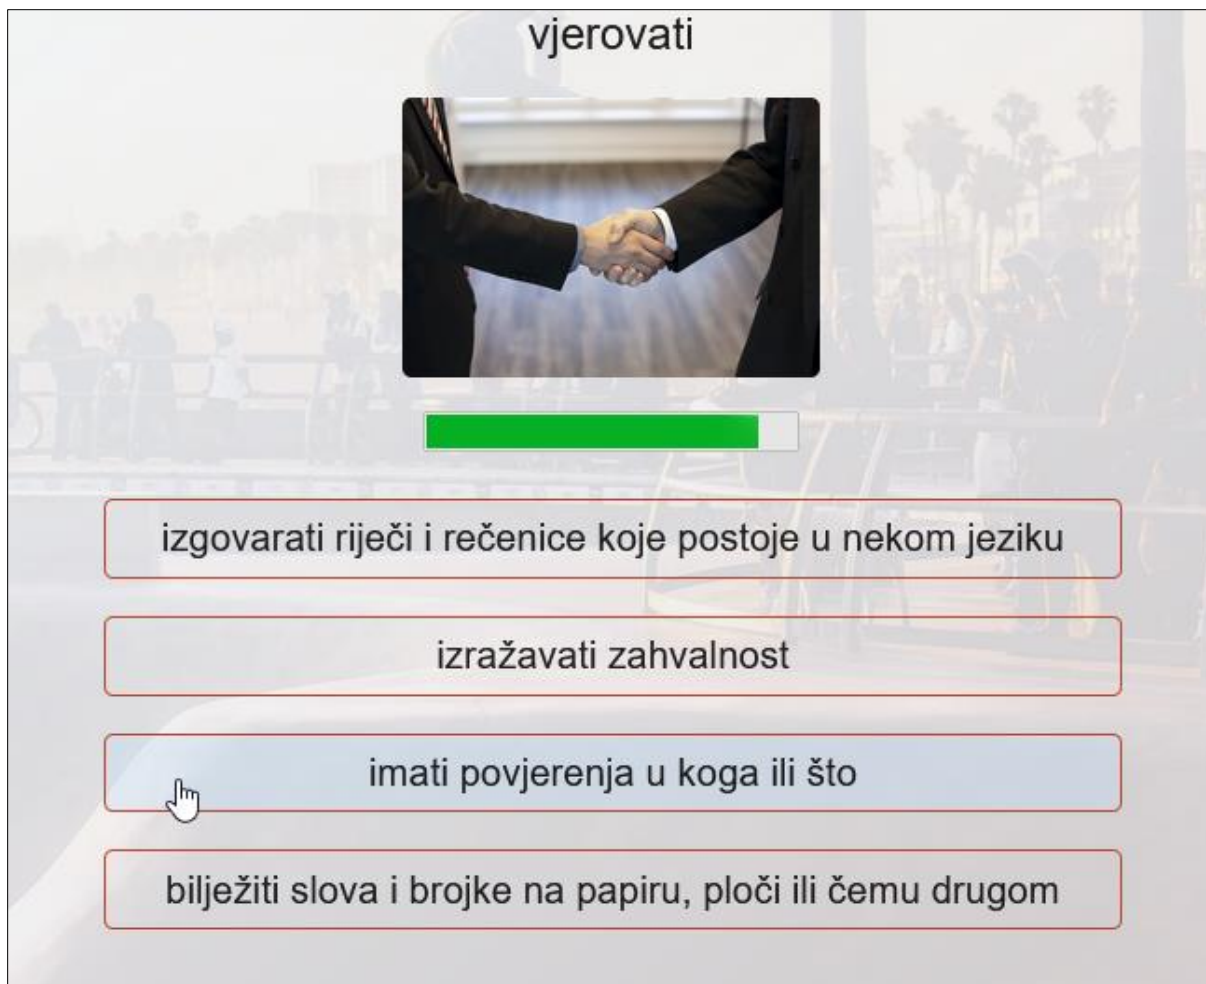 vjerovati
izgovarati riječi i rečenice koje postoje u nekom jeziku
izražavati zahvalnost
imati povjerenja u koga ili što
bilježiti slova i brojke na papiru, ploči ili čemu drugom